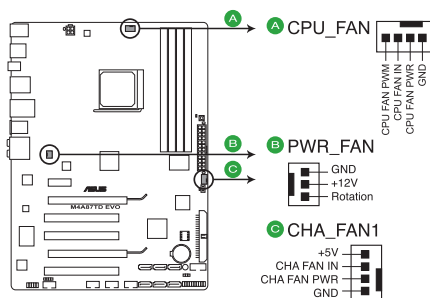 A
A CPU_FAN
CPU FAN PWM
CPU FAN IN
CPU FAN PWR
GND
B
B PWR_FAN
C
GND
+12V
Rotation
ASUS
M4A87TD EVO
C CHA_FAN1
+5V
CHA FAN IN
CHA FAN PWR
GND